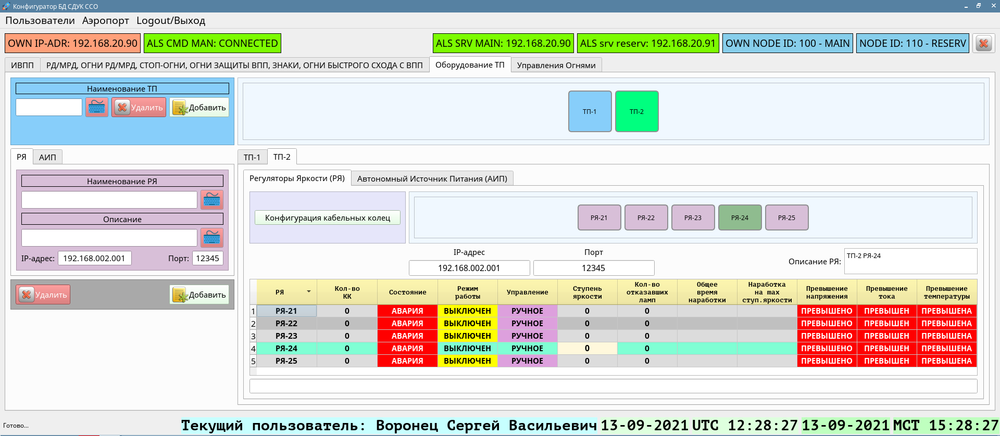 Конфигуратор БД СДУК ССО
Пользователи Аэропорт Logout/Выход
OWN IP-ADR: 192.168.20.90 ALS CMD MAN: CONNECTED ALS SRV MAIN: 192.168.20.90 ALS srv reserv: 192.168.20.91 OWN NODE ID: 100 - MAIN NODE ID: 110 - RESERV
ИВПП РД/МРД, ОГНИ РД/МРД, СТОП-ОГНИ, ОГНИ ЗАЩИТЫ ВПП, ЗНАКИ, ОГНИ БЫСТРОГО СХОДА С ВПП Оборудование ТП Управления Огнями
Наименование ТП
Удалить Добавить
ТП-1 ТП-2
РЯ АИП
Наименование РЯ
Описание
IP-адрес: 192.168.002.001 Порт: 12345
Удалить Добавить
ТП-1 ТП-2
Регуляторы Яркости (РЯ) Автономный Источник Питания (АИП)
Конфигурация кабельных колец
РЯ-21 РЯ-22 РЯ-23 РЯ-24 РЯ-25
IP-адрес Порт
192.168.002.001 12345
Описание РЯ: ТП-2 РЯ-24
РЯ Кол-во КК Состояние Режим работы Управление Ступень яркости Кол-во отказавших ламп Общее время наработки Наработка на max ступ.яркости Превышение напряжения Превышение тока Превышение температуры
1 РЯ-21 0 АВАРИЯ ВЫКЛЮЧЕН РУЧНОЕ 0 0 ПРЕВЫШЕНО ПРЕВЫШЕН ПРЕВЫШЕНА
2 РЯ-22 0 АВАРИЯ ВЫКЛЮЧЕН РУЧНОЕ 0 0 ПРЕВЫШЕНО ПРЕВЫШЕН ПРЕВЫШЕНА
3 РЯ-23 0 АВАРИЯ ВЫКЛЮЧЕН РУЧНОЕ 0 0 ПРЕВЫШЕНО ПРЕВЫШЕН ПРЕВЫШЕНА
4 РЯ-24 0 АВАРИЯ ВЫКЛЮЧЕН РУЧНОЕ 0 0 ПРЕВЫШЕНО ПРЕВЫШЕН ПРЕВЫШЕНА
5 РЯ-25 0 АВАРИЯ ВЫКЛЮЧЕН РУЧНОЕ 0 0 ПРЕВЫШЕНО ПРЕВЫШЕН ПРЕВЫШЕНА
Готово... Текущий пользователь: Воронец Сергей Васильевич 13-09-2021 UTC 12:28:27 13-09-2021 МСТ 15:28:27